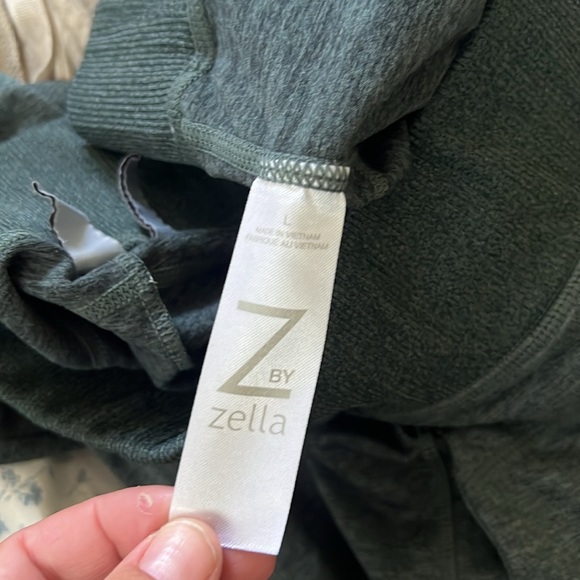 L
MADE IN VIETNAM
FABRIQUÉ AU VIETNAM
Z BY
zella